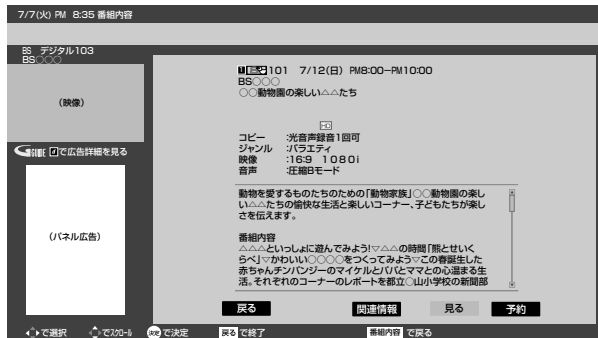 7/7(火) PM 8:35 番組内容
BS デジタル103
BS○○○
(映像)
GUIDE dで広告詳細を見る
(パネル広告)
101 7/12(日) PM8:00−PM10:00
BS○○○
○○動物園の楽しい△△たち
HD
コピー :光音声録音1回可
ジャンル :バラエティ
映像 :16:9 1080i
音声 :圧縮Bモード
動物を愛するものたちのための「動物家族」○○動物園の楽し
い△△たちの愉快な生活と楽しいコーナー、子どもたちが楽し
さを伝えます。
番組内容
△△△といっしょに遊んでみよう!▽△△の時間「熊とせいく
らべ」▽かわいい○○○○をつくってみよう▽この春誕生した
赤ちゃんチンパンジーのマイケルとパパとママとの心温まる生
活。それぞれのコーナーのレポートを都立○山小学校の新聞部
戻る 関連情報 見る 予約
で選択 でスクロール 決定 で決定 戻る で終了 番組内容 で戻る